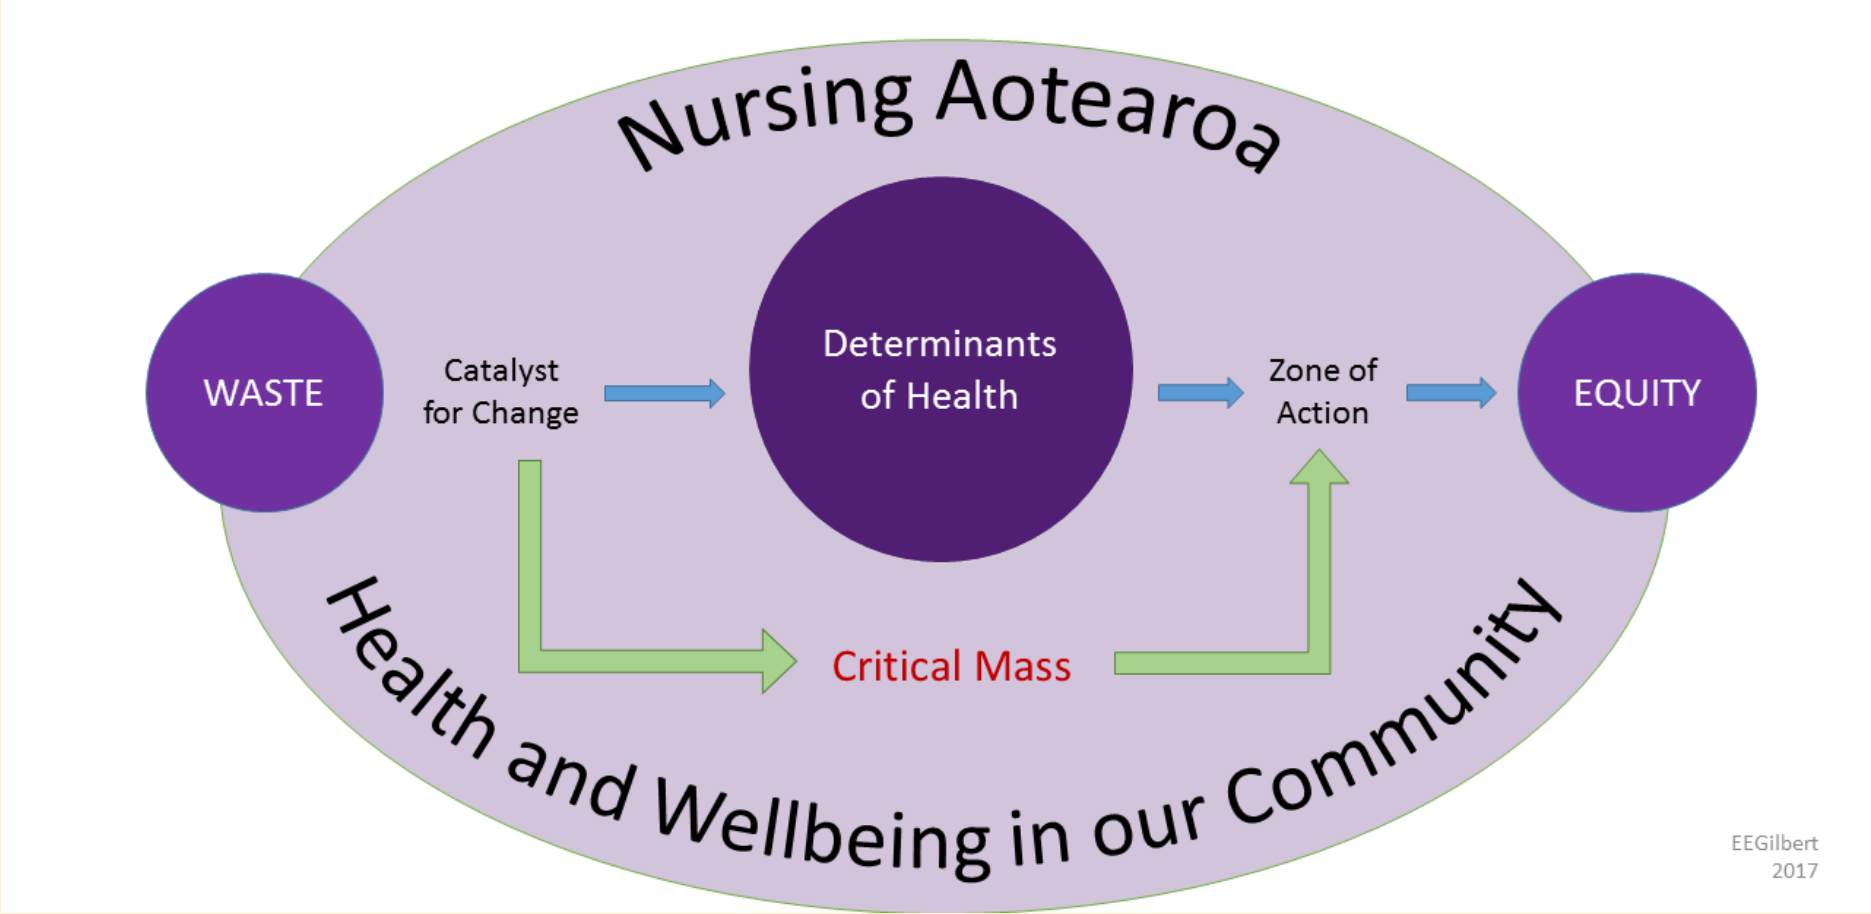 Nursing Aotearoa
WASTE
Catalyst
for Change
Determinants
of Health
Zone of
Action
EQUITY
Critical Mass
Health and Wellbeing in our Community
EEGilbert
2017